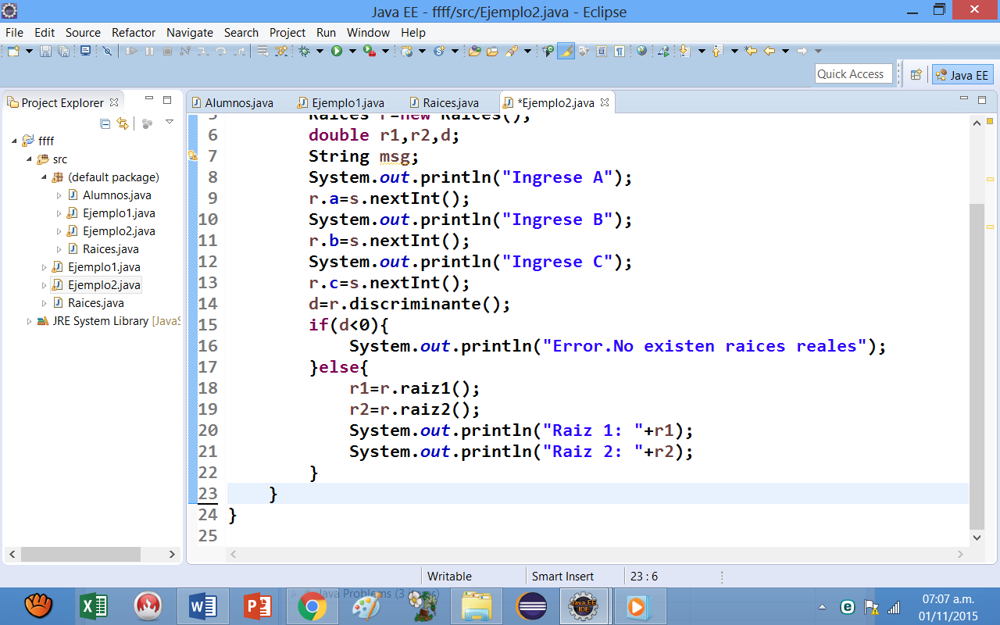 Java EE - ffff/src/Ejemplo2.java - Eclipse
File Edit Source Refactor Navigate Search Project Run Window Help
Quick Access
Java EE
Project Explorer
Alumnos.java
Ejemplo1.java
Raices.java
*Ejemplo2.java
ffff
src
(default package)
Alumnos.java
Ejemplo1.java
Ejemplo2.java
Raices.java
Ejemplo1.java
Ejemplo2.java
Raices.java
JRE System Library [JavaS
5 Raices r=new Raices();
6 double r1,r2,d;
7 String msg;
8 System.out.println("Ingrese A");
9 r.a=s.nextInt();
10 System.out.println("Ingrese B");
11 r.b=s.nextInt();
12 System.out.println("Ingrese C");
13 r.c=s.nextInt();
14 d=r.discriminante();
15 if(d<0){
16 System.out.println("Error.No existen raices reales");
17 }else{
18 r1=r.raiz1();
19 r2=r.raiz2();
20 System.out.println("Raiz 1: "+r1);
21 System.out.println("Raiz 2: "+r2);
22 }
23 }
24 }
25
Writable
Smart Insert
23 : 6
Java Problems (3 items)
Java EE
IDE
07:07 a.m.
01/11/2015